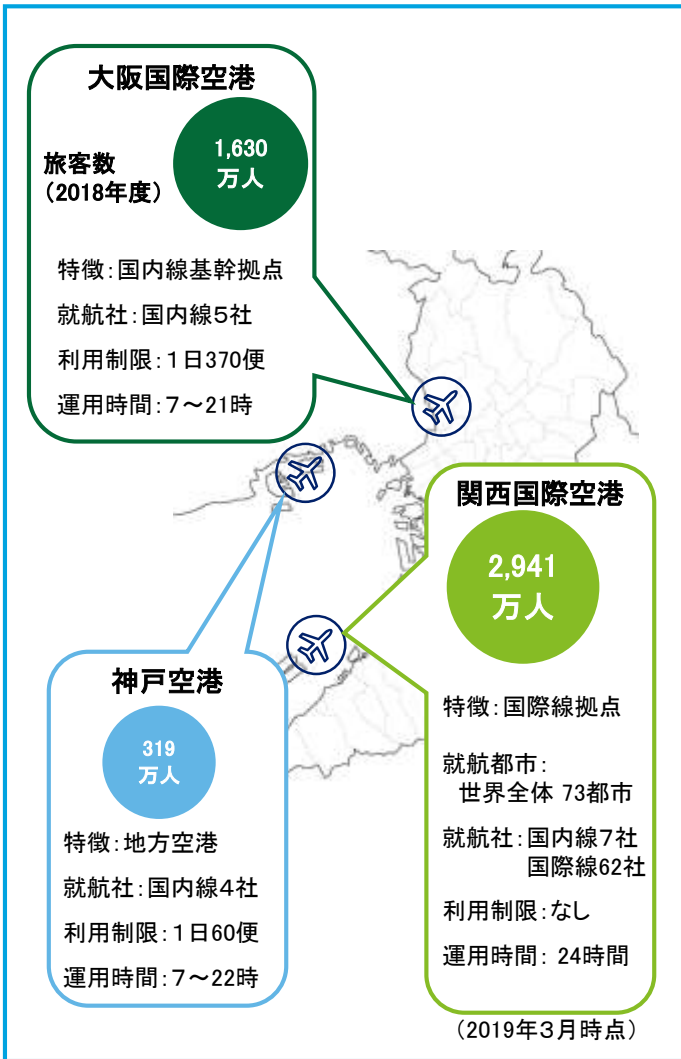 大阪国際空港
旅客数
（2018年度）
1,630
万人
特徴：国内線基幹拠点
就航社：国内線５社
利用制限：１日370便
運用時間：７～21時
関西国際空港
2,941
万人
特徴：国際線拠点
就航都市：
世界全体 73都市
就航社：国内線７社
国際線62社
利用制限：なし
運用時間： 24時間
神戸空港
319
万人
特徴：地方空港
就航社：国内線４社
利用制限：１日60便
運用時間：７～22時
（2019年３月時点）